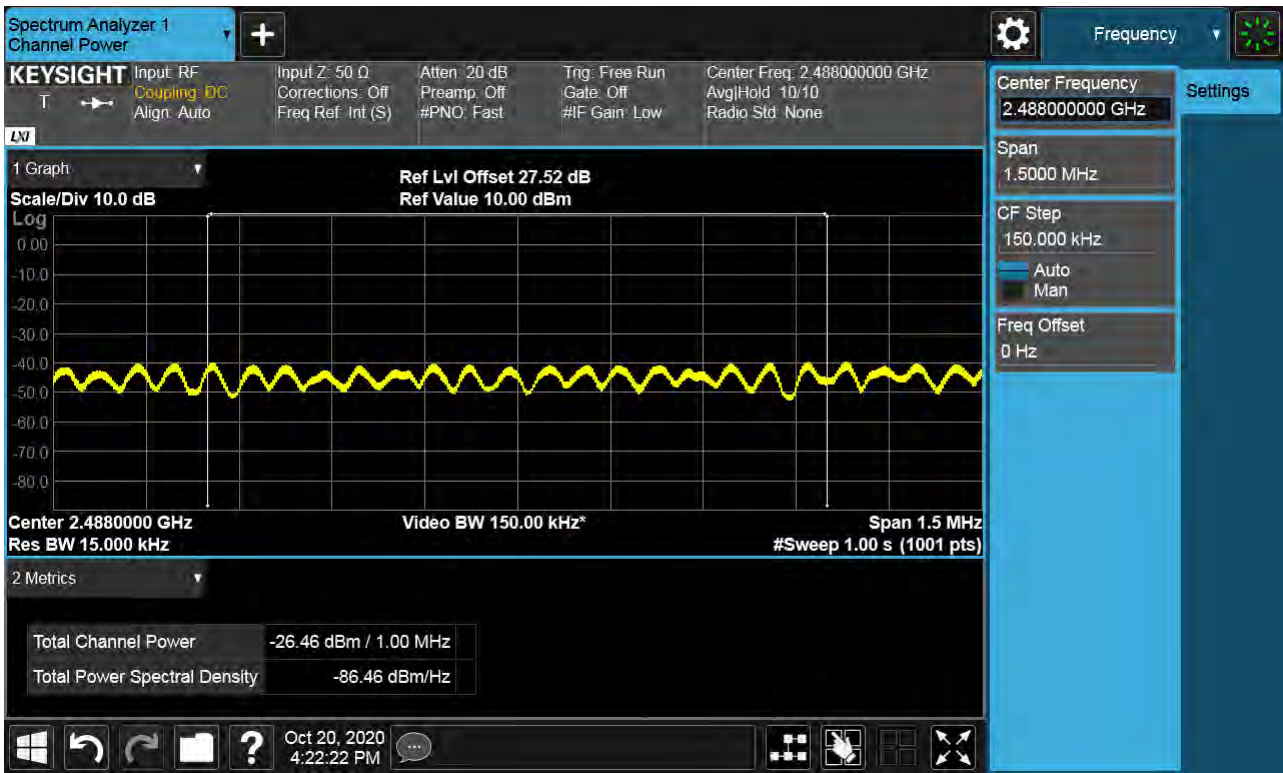 Spectrum Analyzer 1
Channel Power
+
Frequency
KEYSIGHT
T
LXI
Input: RF
Coupling: DC
Align: Auto
Input Z: 50 Ω
Corrections: Off
Freq Ref: Int (S)
Atten: 20 dB
Preamp: Off
#PNO: Fast
Trig: Free Run
Gate: Off
#IF Gain: Low
Center Freq: 2.488000000 GHz
Avg|Hold: 10/10
Radio Std: None
Center Frequency
2.488000000 GHz
Settings
Span
1.5000 MHz
CF Step
150.000 kHz
Auto
Man
Freq Offset
0 Hz
1 Graph
Scale/Div 10.0 dB
Ref Lvl Offset 27.52 dB
Ref Value 10.00 dBm
Log
0.00
-10.0
-20.0
-30.0
-40.0
-50.0
-60.0
-70.0
-80.0
Center 2.4880000 GHz
Res BW 15.000 kHz
Video BW 150.00 kHz*
Span 1.5 MHz
#Sweep 1.00 s (1001 pts)
2 Metrics
Total Channel Power -26.46 dBm / 1.00 MHz
Total Power Spectral Density -86.46 dBm/Hz
?
Oct 20, 2020
4:22:22 PM